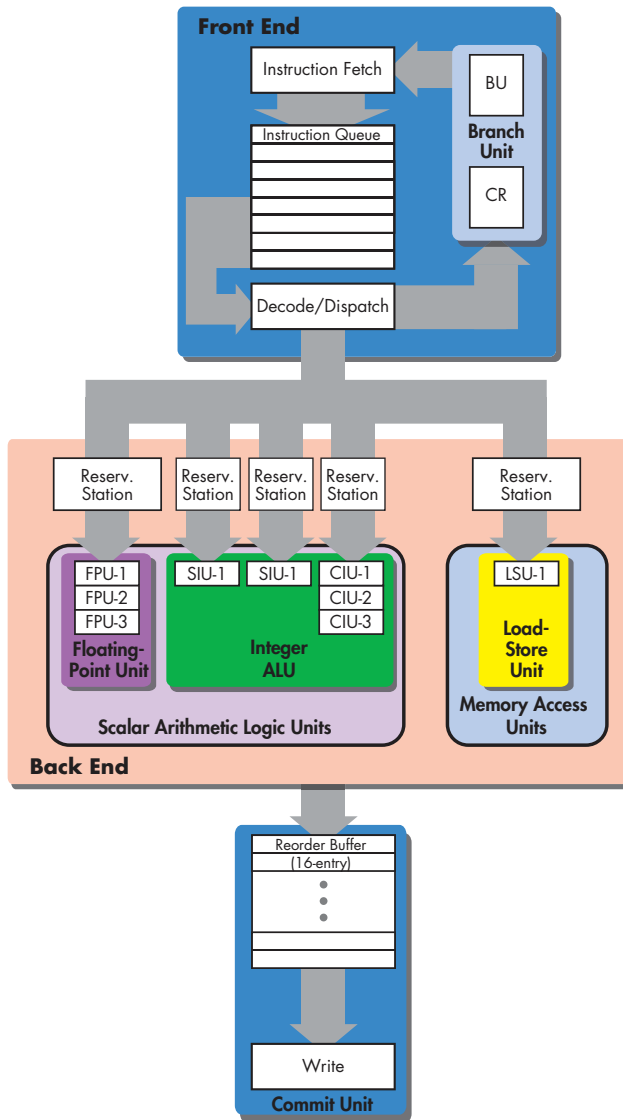 Front End
Instruction Fetch
BU
Instruction Queue
Branch
Unit
CR
Decode/Dispatch
Reserv.
Station
Reserv.
Station
Reserv.
Station
Reserv.
Station
Reserv.
Station
FPU-1
FPU-2
FPU-3
Floating-
Point Unit
SIU-1
SIU-1
CIU-1
CIU-2
CIU-3
Integer
ALU
Scalar Arithmetic Logic Units
LSU-1
Load-
Store
Unit
Memory Access
Units
Back End
Reorder Buffer
(16-entry)
Write
Commit Unit